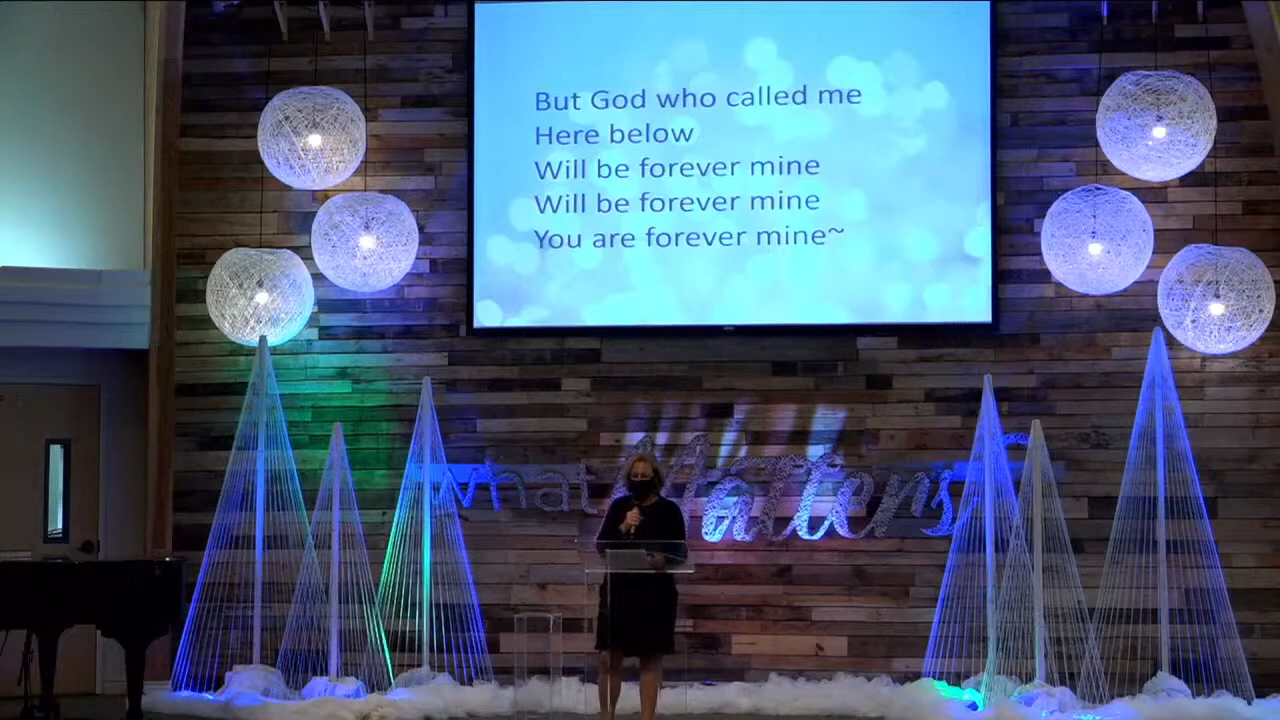 But God who called me
Here below
Will be forever mine
Will be forever mine
You are forever mine~
what Matters